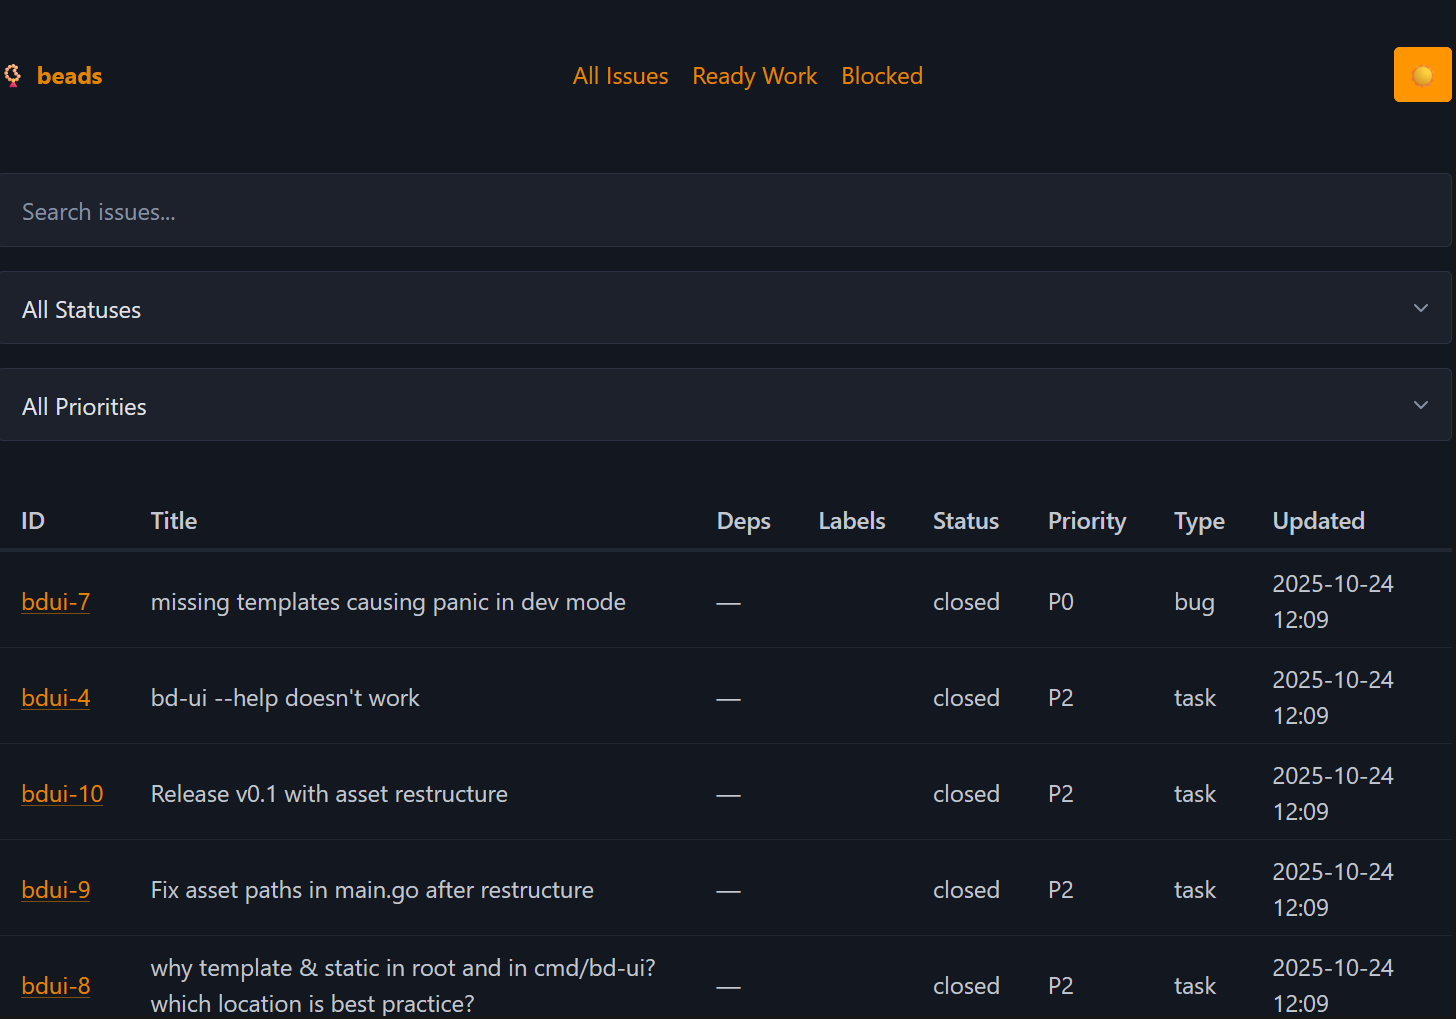 beads
All Issues Ready Work Blocked
Search issues...
All Statuses
All Priorities
ID Title Deps Labels Status Priority Type Updated
bdui-7 missing templates causing panic in dev mode — closed P0 bug 2025-10-24
12:09
bdui-4 bd-ui --help doesn't work — closed P2 task 2025-10-24
12:09
bdui-10 Release v0.1 with asset restructure — closed P2 task 2025-10-24
12:09
bdui-9 Fix asset paths in main.go after restructure — closed P2 task 2025-10-24
12:09
bdui-8 why template & static in root and in cmd/bd-ui?
which location is best practice? — closed P2 task 2025-10-24
12:09